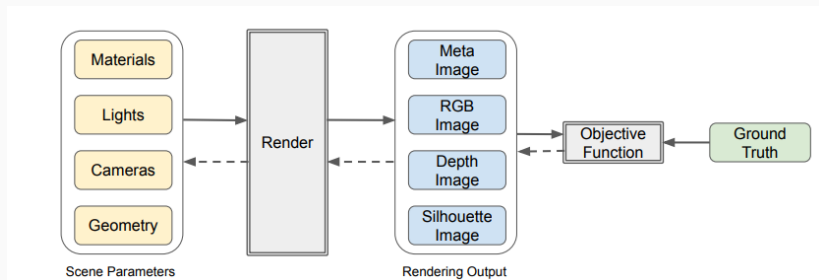 Materials
Lights
Cameras
Geometry
Scene Parameters
Render
Meta
Image
RGB
Image
Depth
Image
Silhouette
Image
Rendering Output
Objective
Function
Ground
Truth